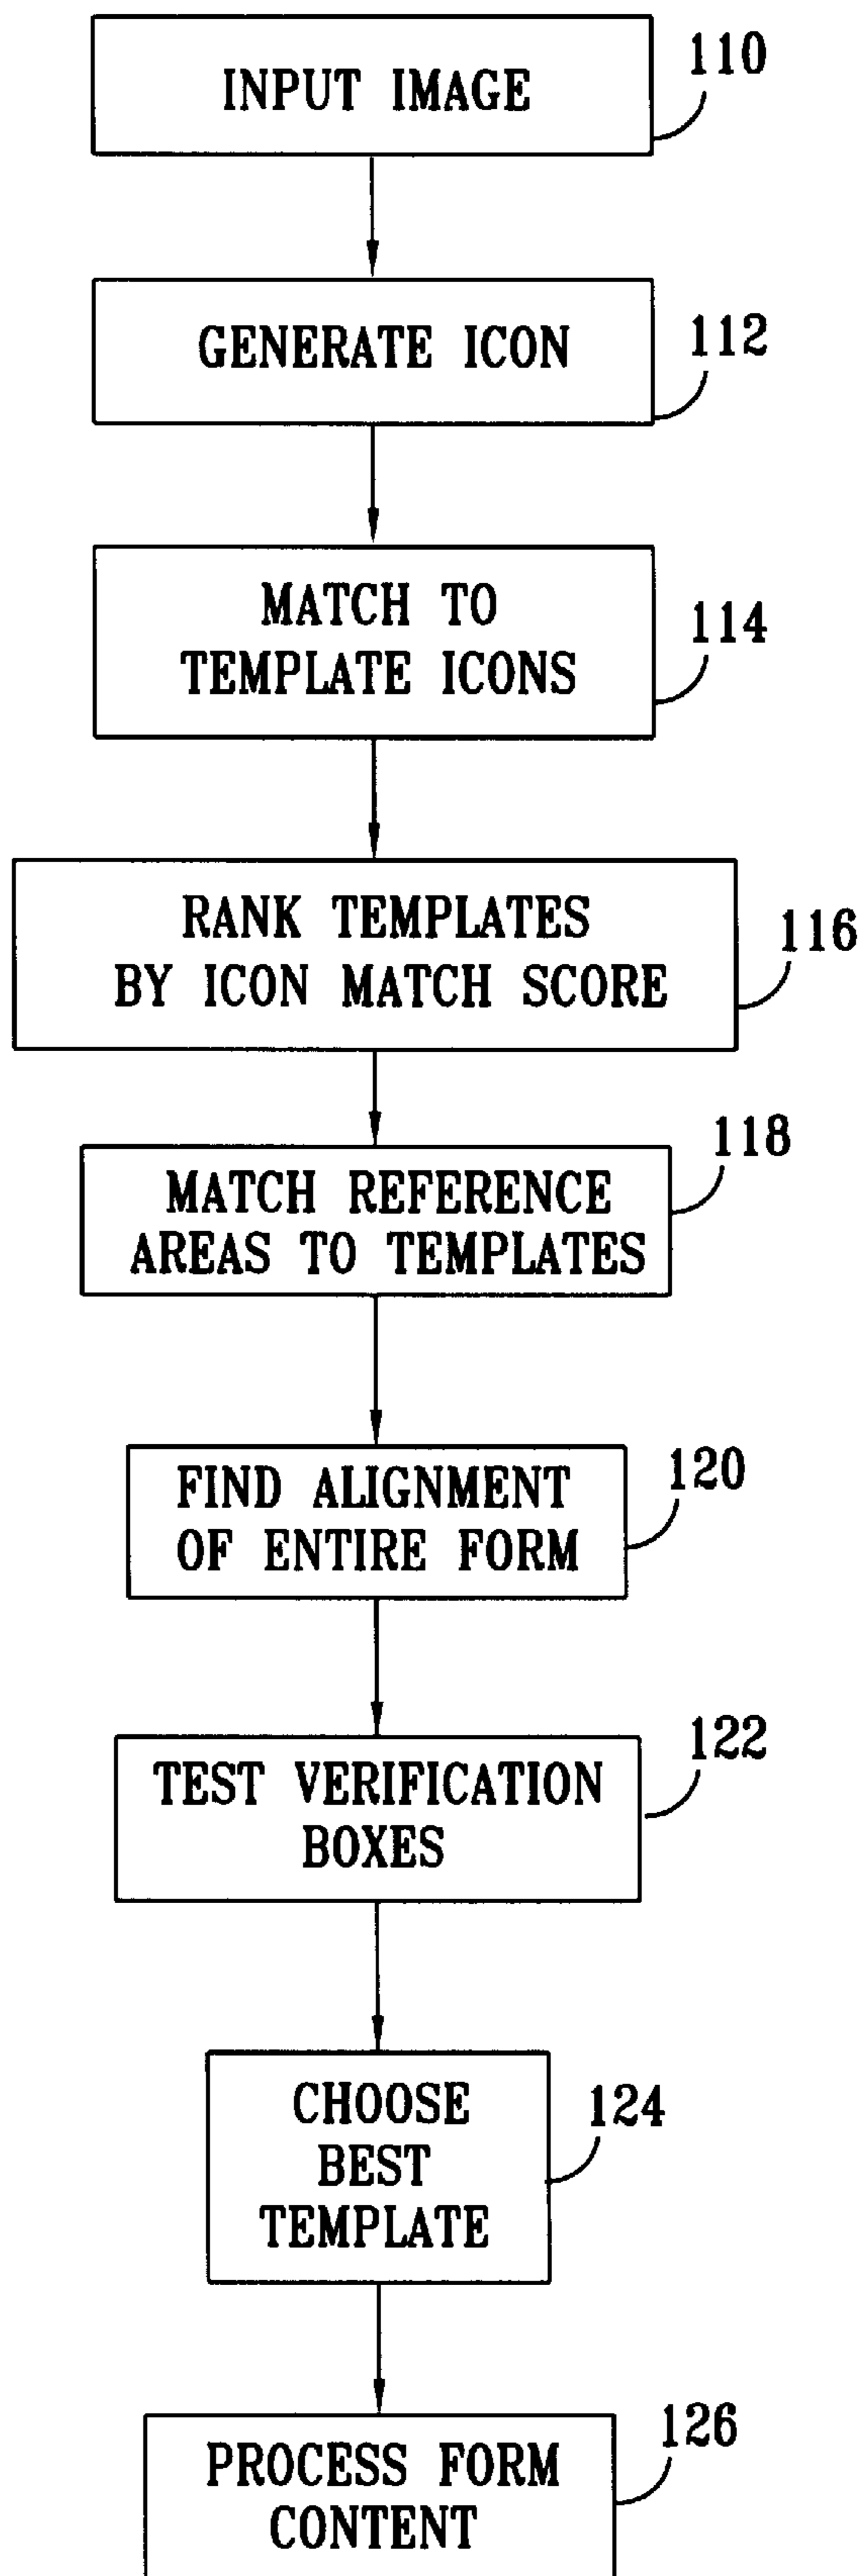 INPUT IMAGE
110
GENERATE ICON
112
MATCH TO
TEMPLATE ICONS
114
RANK TEMPLATES
BY ICON MATCH SCORE
116
MATCH REFERENCE
AREAS TO TEMPLATES
118
FIND ALIGNMENT
OF ENTIRE FORM
120
TEST VERIFICATION
BOXES
122
CHOOSE
BEST
TEMPLATE
124
PROCESS FORM
CONTENT
126